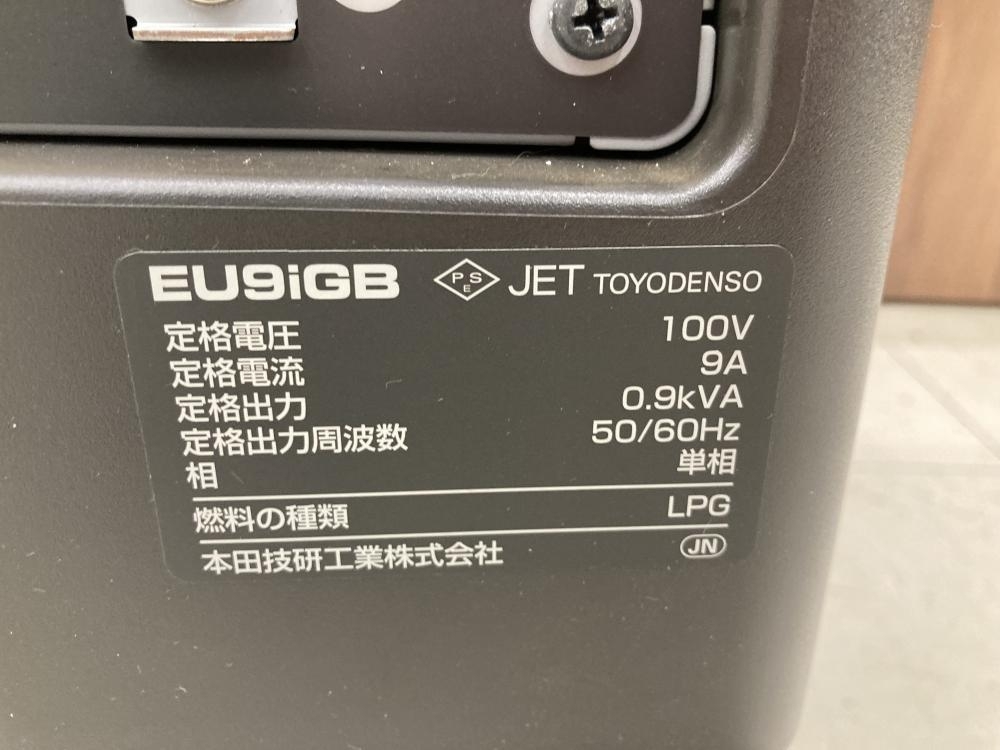 EU9iGB PSE JET TOYODENSO
定格電圧 100V
定格電流 9A
定格出力 0.9kVA
定格出力周波数 50/60Hz
相 単相
燃料の種類 LPG
本田技研工業株式会社 JN